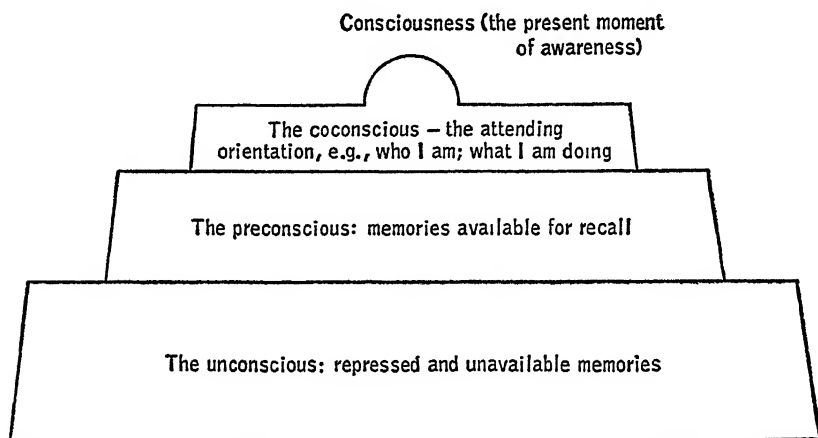 Consciousness (the present moment
of awareness)
The coconscious – the attending
orientation, e.g., who I am; what I am doing
The preconscious: memories available for recall
The unconscious: repressed and unavailable memories